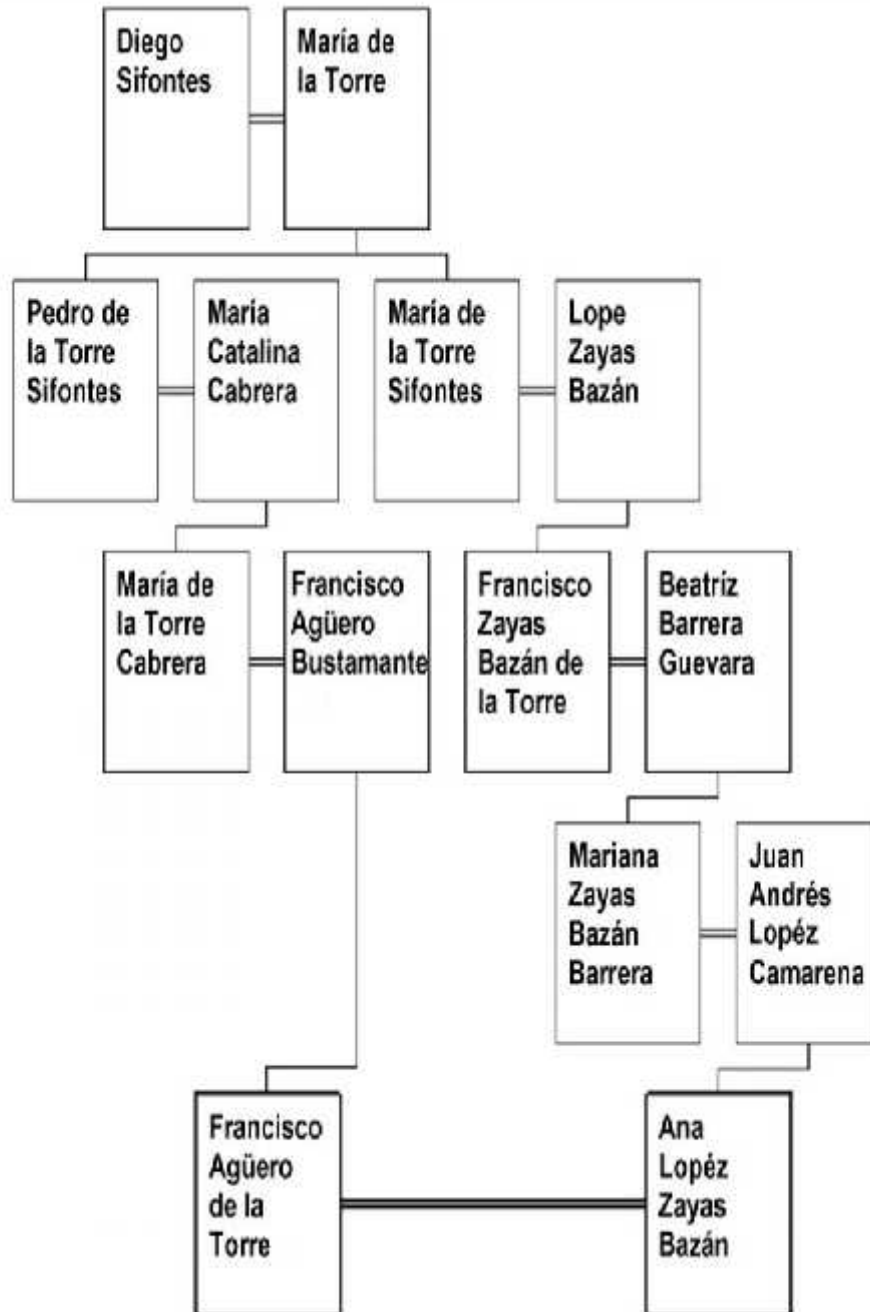 Diego
Sifontes
María de
la Torre
Pedro de
la Torre
Sifontes
María
Catalina
Cabrera
María de
la Torre
Sifontes
Lope
Zayas
Bazán
María de
la Torre
Cabrera
Francisco
Agüero
Bustamante
Francisco
Zayas
Bazán de
la Torre
Beatríz
Barrera
Guevara
Mariana
Zayas
Bazán
Barrera
Juan
Andrés
Lopéz
Camarena
Francisco
Agüero
de la
Torre
Ana
Lopéz
Zayas
Bazán